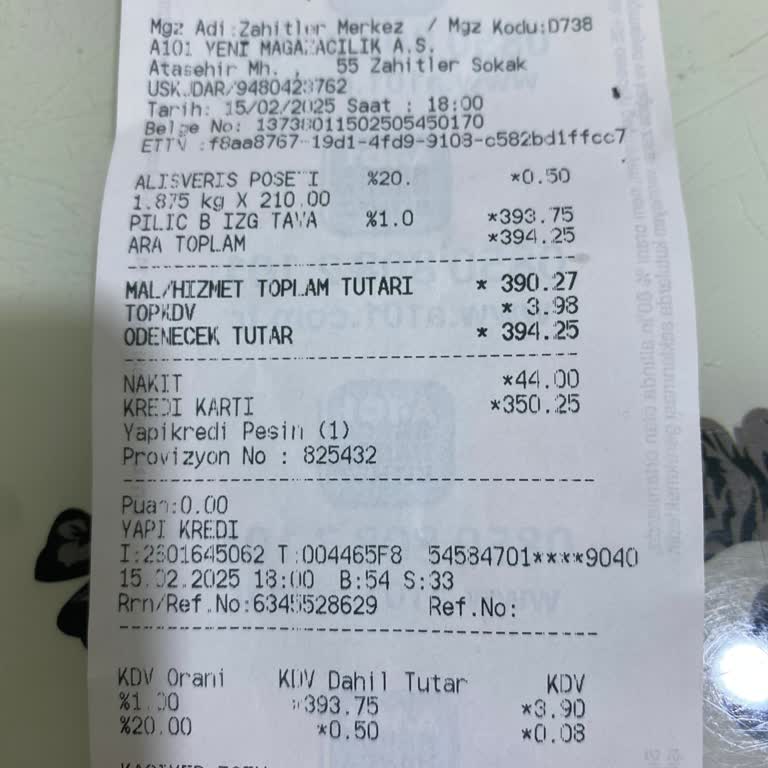 Mgz Adi:Zahitler Merkez / Mgz Kodu:D738
A101 YENI MAGAZACILIK A.S.
Atasehir Mh. , 55 Zahitler Sokak
USKUDAR/9480423762
Tarih: 15/02/2025 Saat : 18:00
Belge No: 13738011502505450170
ETTN :f8aa8767-19d1-4fd9-9103-c582bd1ffcc7
ALISVERIS POSETI %20. *0.50
1.875 kg X 210.00
PILIC B IZG TAVA %1.0 *393.75
ARA TOPLAM *394.25
MAL/HIZMET TOPLAM TUTARI * 390.27
TOPKDV * 3.98
ODENECEK TUTAR * 394.25
NAKIT *44.00
KREDI KARTI *350.25
Yapikredi Pesin (1)
Provizyon No : 825432
Puan:0.00
YAPI KREDI
I:2601645062 T:004465F8 54584701****9040
15.02.2025 18:00 B:54 S:33
Rrn/Ref.No:6345528629 Ref.No:
KDV Orani KDV Dahil Tutar KDV
%1.00 *393.75 *3.90
%20.00 *0.50 *0.08